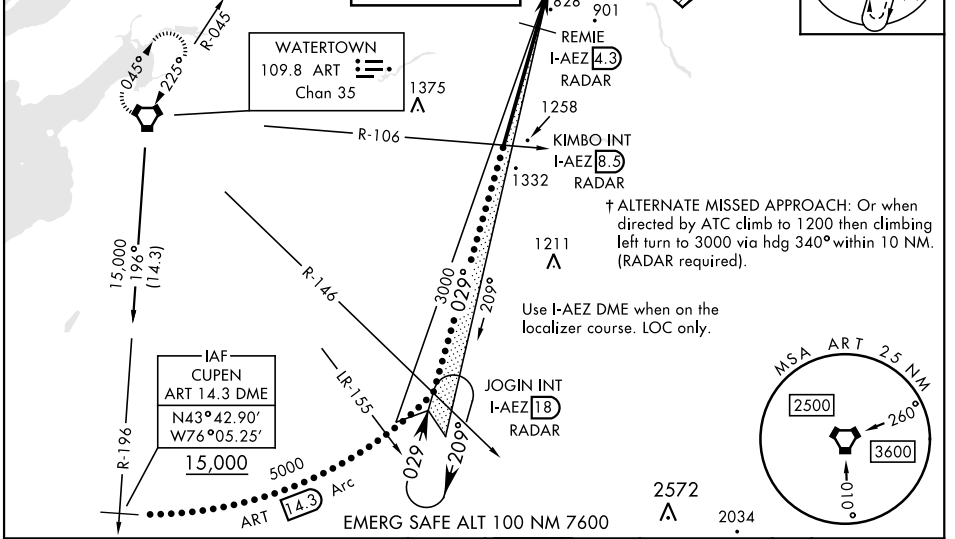 R-045
045°
225°
WATERTOWN
109.8 ART
Chan 35
1375
828
901
REMIE
I-AEZ 4.3
RADAR
1258
R-106
KIMBO INT
I-AEZ 8.5
RADAR
1332
† ALTERNATE MISSED APPROACH: Or when
directed by ATC climb to 1200 then climbing
left turn to 3000 via hdg 340° within 10 NM.
(RADAR required).
1211
15,000
196°
(14.3)
R-146
3000
029°
209°
Use I-AEZ DME when on the
localizer course. LOC only.
IAF
CUPEN
ART 14.3 DME
N43°42.90'
W76°05.25'
15,000
R-196
LR-155
JOGIN INT
I-AEZ 18
RADAR
029
209°
5000
ART 14.3 Arc
EMERG SAFE ALT 100 NM 7600
2572
2034
MSA ART 25 NM
2500
260°
3600
010°